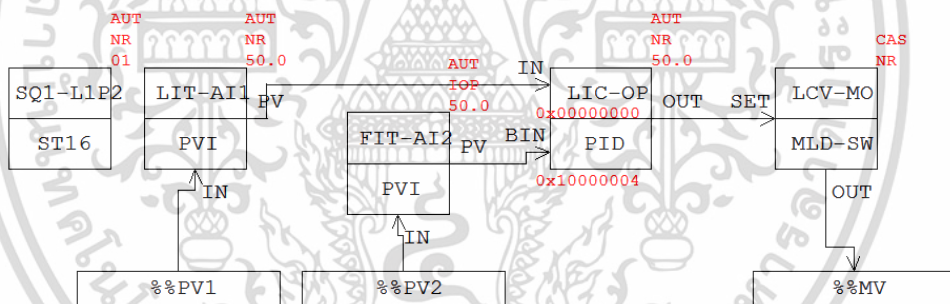 AUT
NR
01
SQ1-L1P2
ST16
AUT
NR
50.0
LIT-AI1
PVI
PV
IN
AUT
IOP
50.0
FIT-AI2
PVI
PV
BIN
IN
IN
AUT
NR
50.0
LIC-OP
0x00000000
PID
0x10000004
OUT
SET
CAS
NR
LCV-MO
MLD-SW
OUT
%%PV1
%%PV2
%%MV